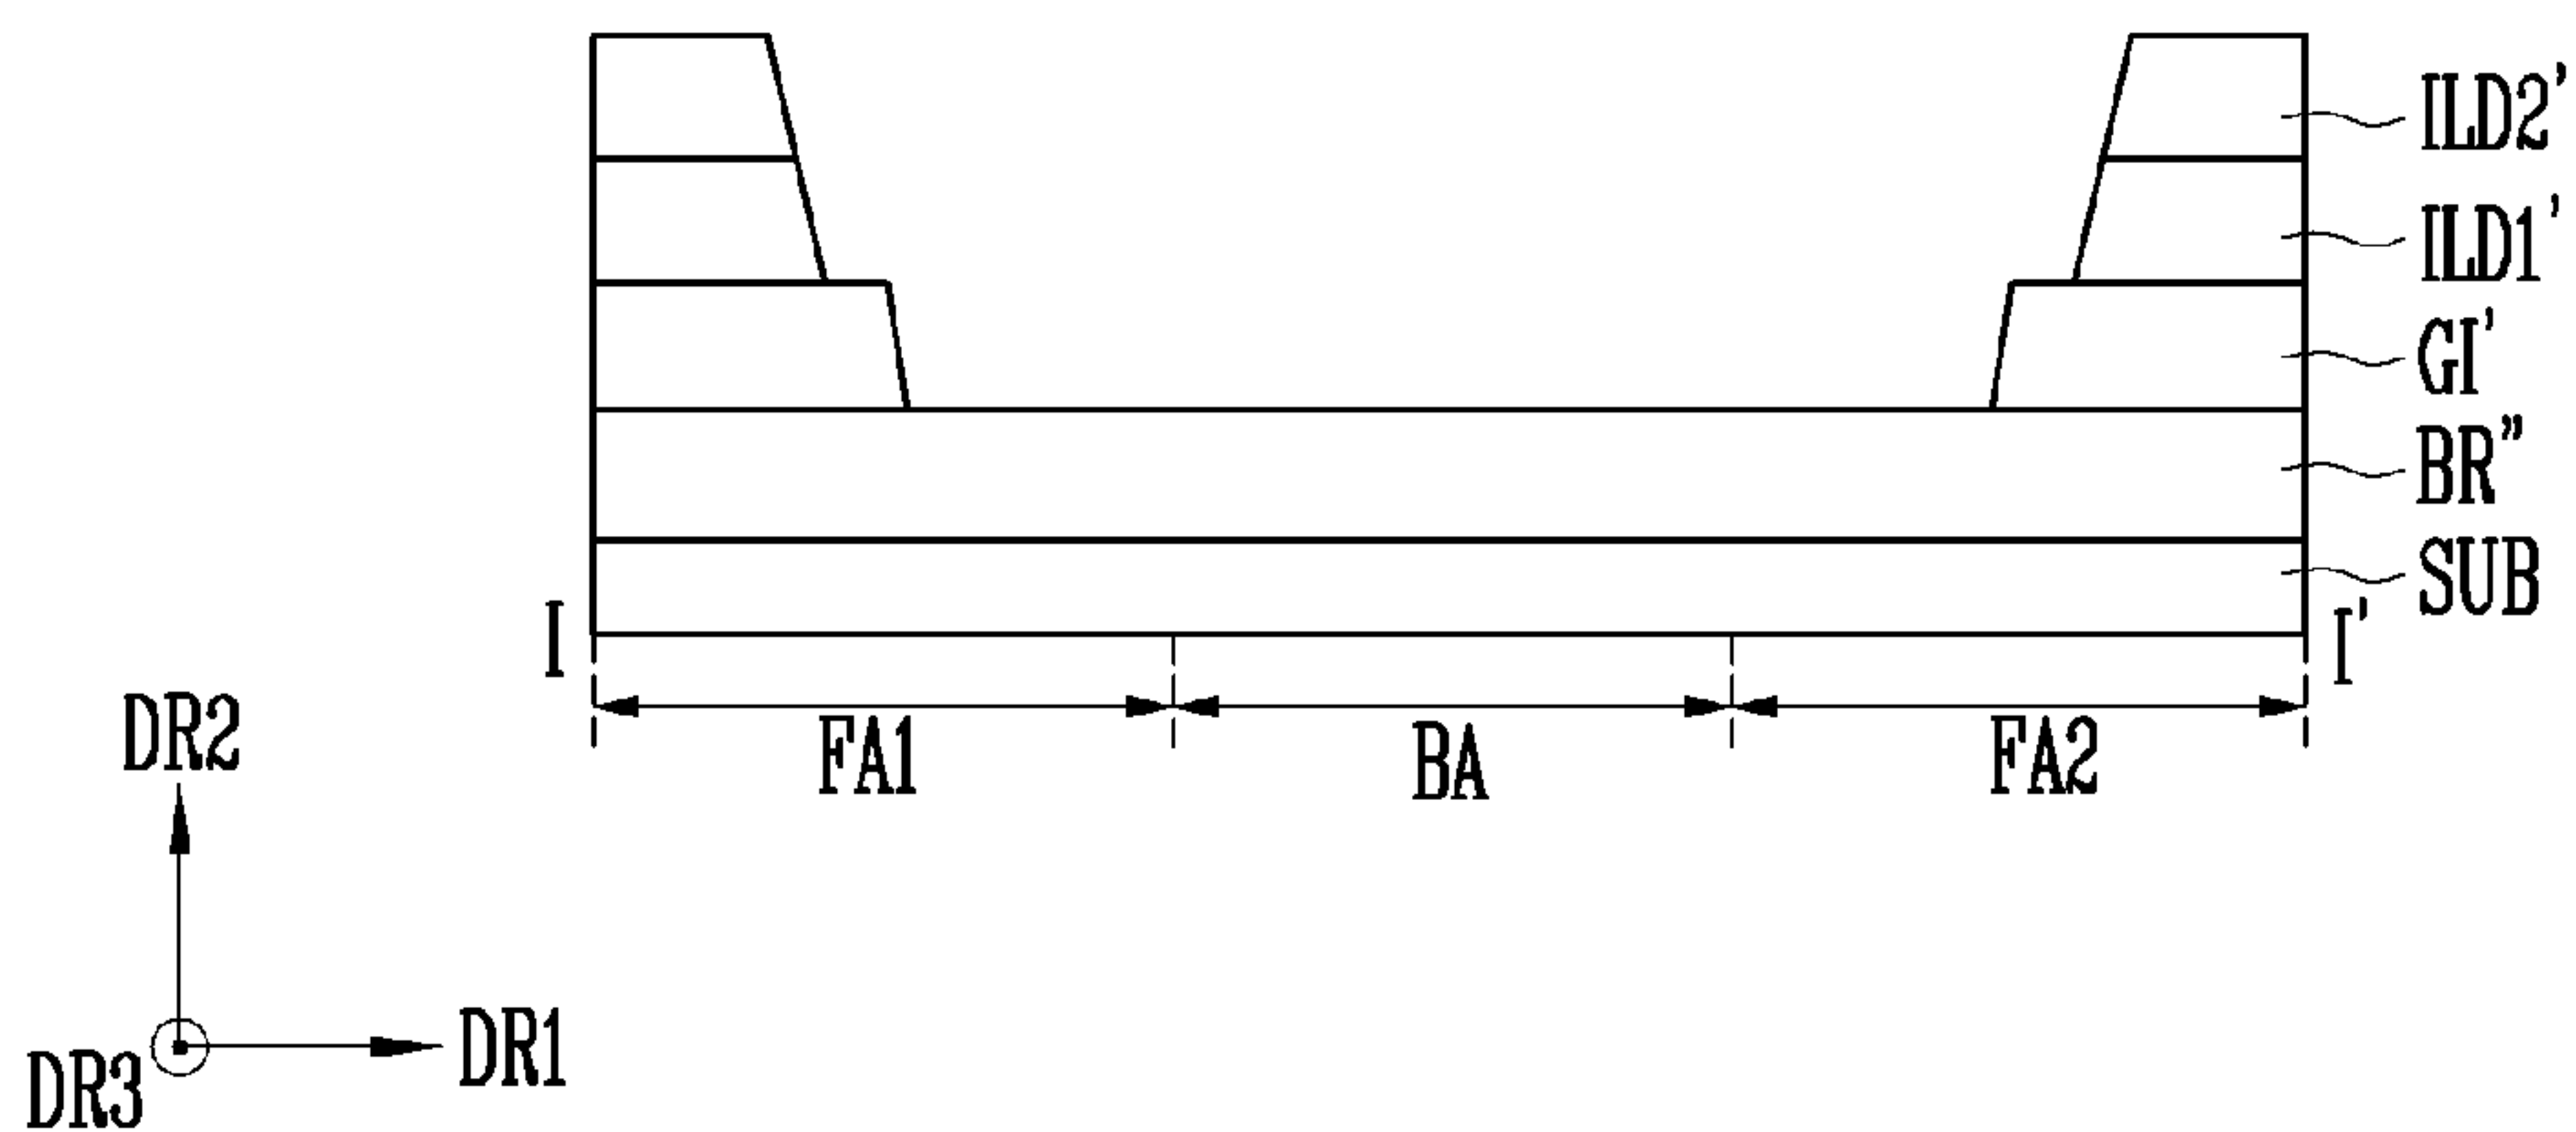 ILD2'
ILD1'
GI'
BR"
SUB
I
I'
FA1
BA
FA2
DR2
DR1
DR3